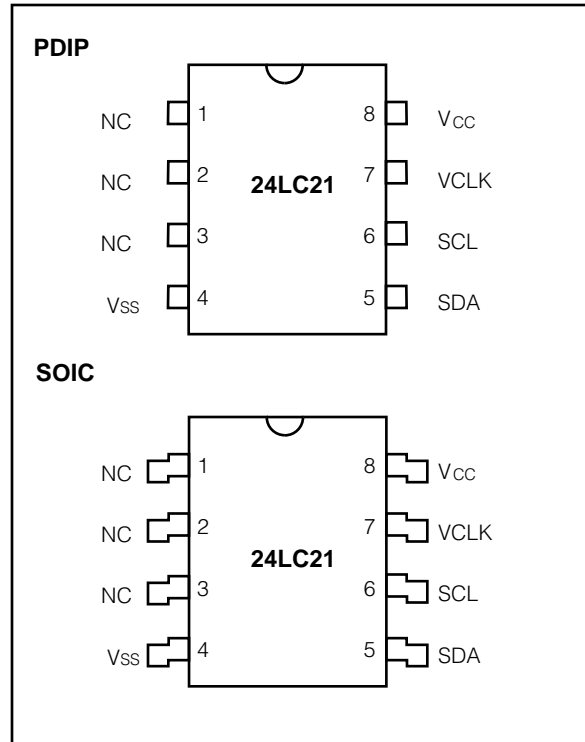 PDIP
NC 1 8 VCC
NC 2 7 VCLK
24LC21
NC 3 6 SCL
VSS 4 5 SDA
SOIC
NC 1 8 VCC
NC 2 7 VCLK
24LC21
NC 3 6 SCL
VSS 4 5 SDA